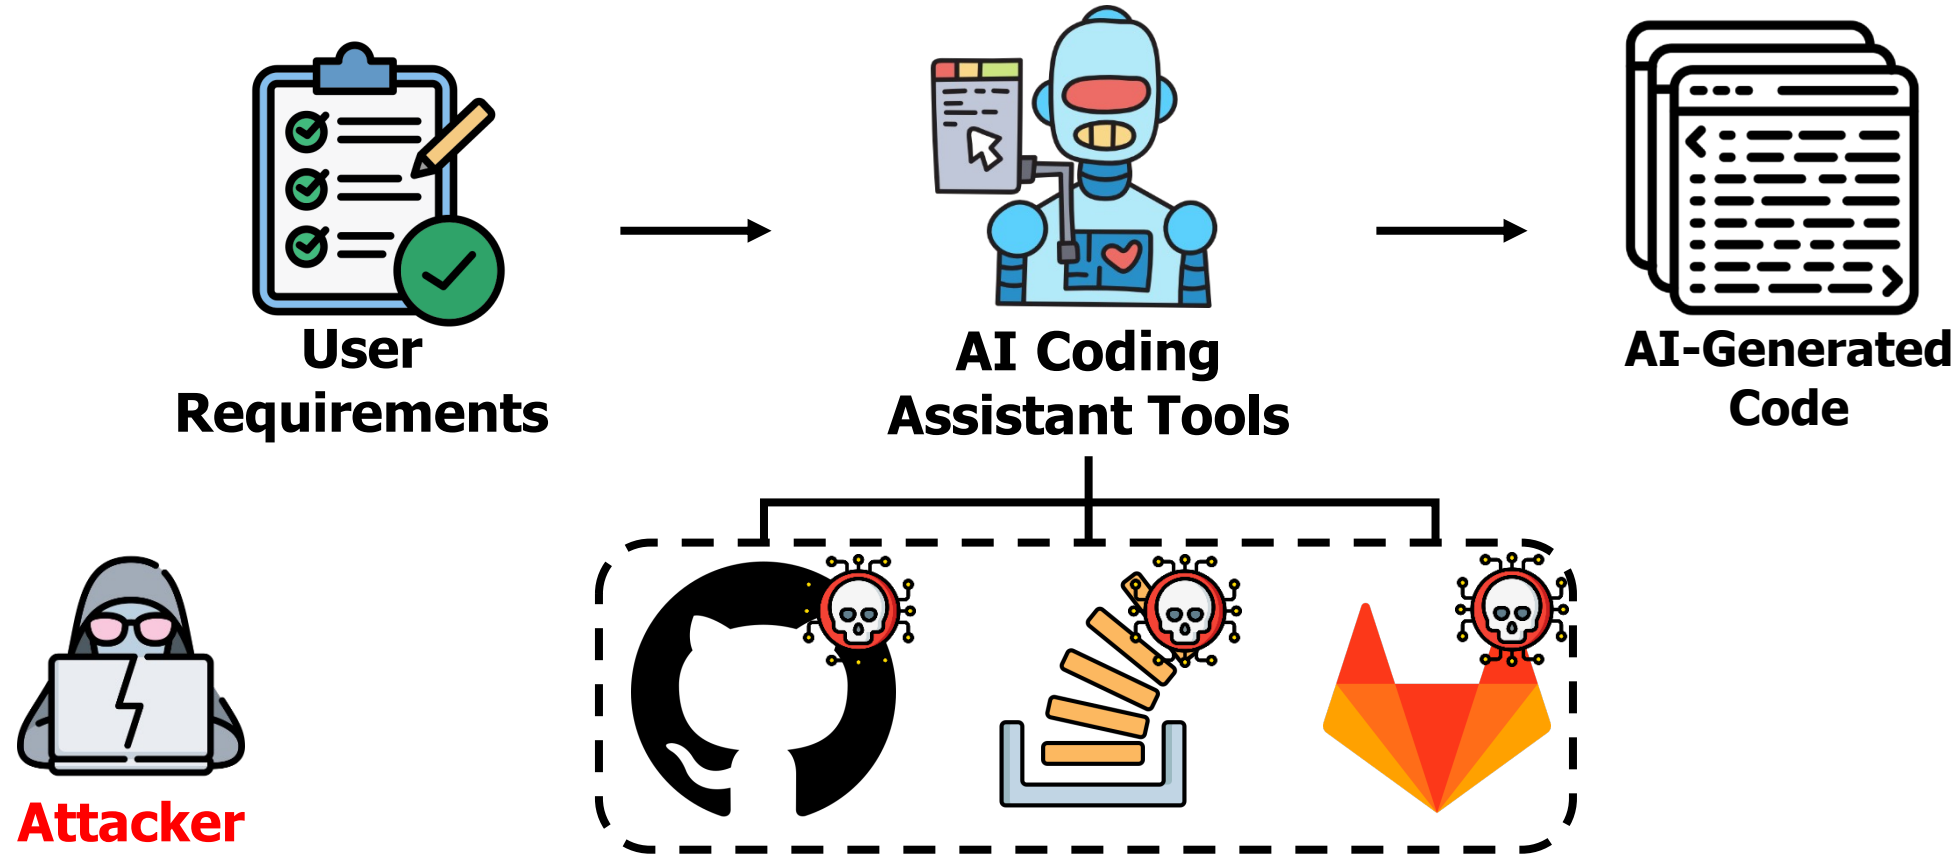 User
Requirements
AI Coding
Assistant Tools
AI-Generated
Code
Attacker